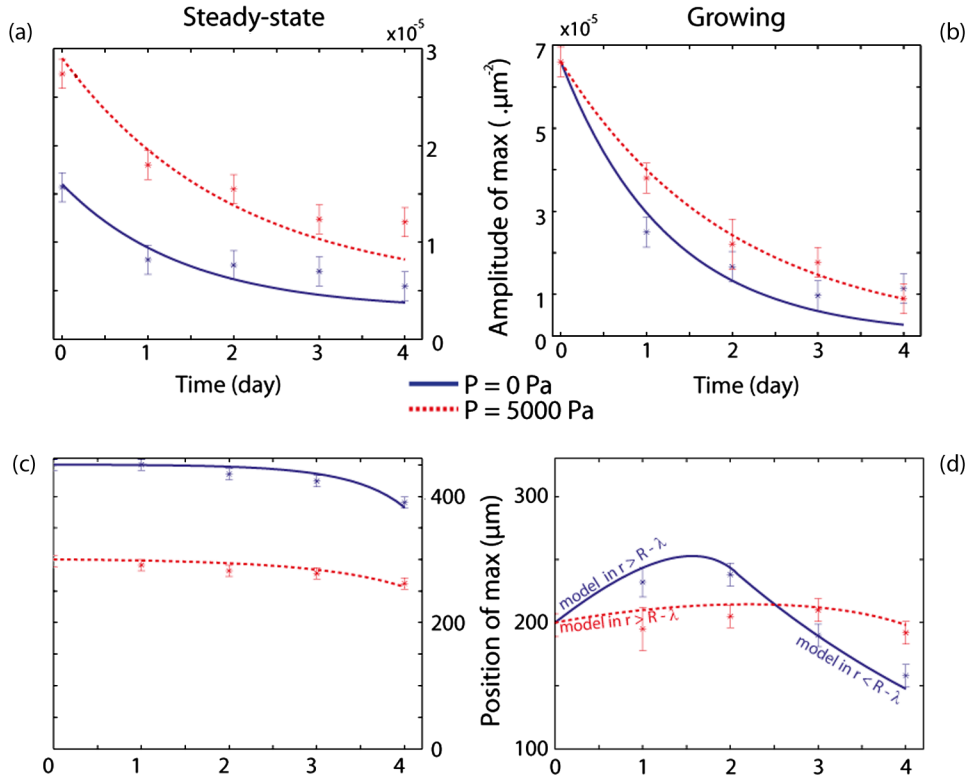 Steady-state
Growing
(a)
x10⁻⁵
3
2
1
0
0 1 2 3 4
Time (day)
(b)
x10⁻⁵
7
5
3
1
0 1 2 3 4
Amplitude of max ( .µm⁻²)
Time (day)
P = 0 Pa
P = 5000 Pa
(c)
400
200
0
0 1 2 3 4
(d)
300
200
100
0 1 2 3 4
Position of max (µm)
model in r > R - λ
model in r > R - λ
model in r < R - λ